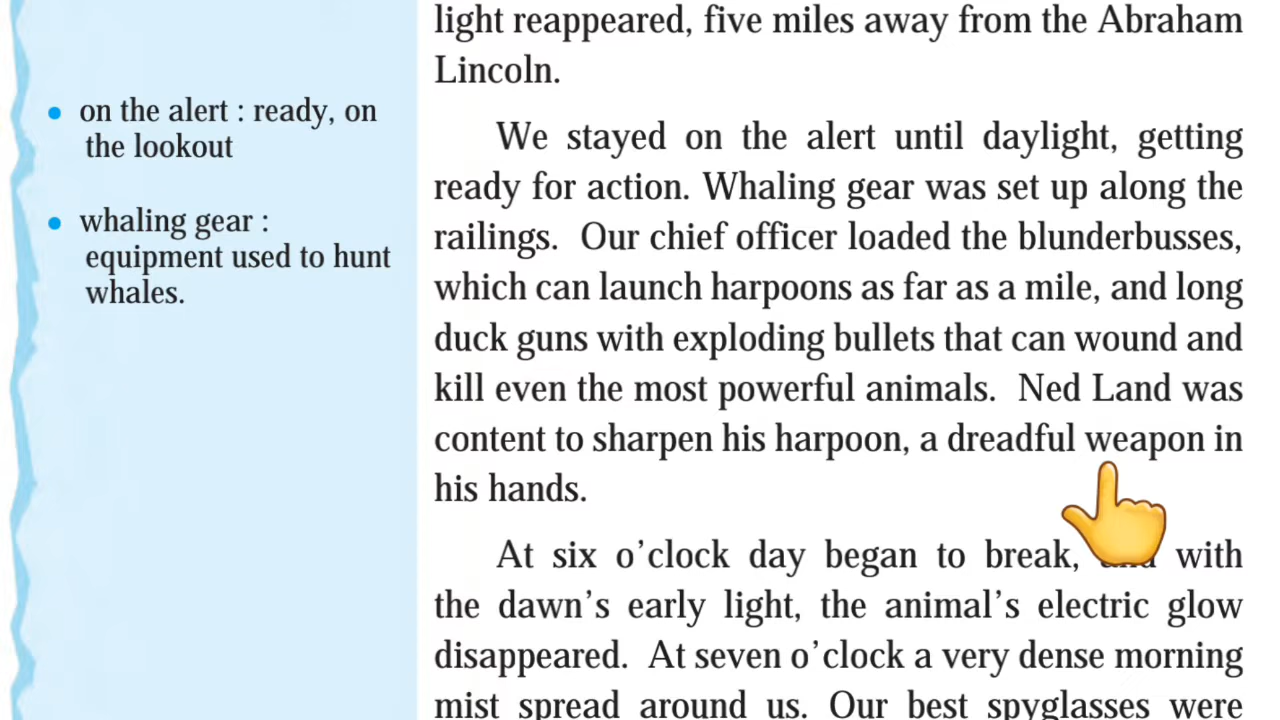 • on the alert : ready, on
the lookout
• whaling gear :
equipment used to hunt
whales.
light reappeared, five miles away from the Abraham
Lincoln.
We stayed on the alert until daylight, getting
ready for action. Whaling gear was set up along the
railings. Our chief officer loaded the blunderbusses,
which can launch harpoons as far as a mile, and long
duck guns with exploding bullets that can wound and
kill even the most powerful animals. Ned Land was
content to sharpen his harpoon, a dreadful weapon in
his hands.
At six o’clock day began to break, and with
the dawn’s early light, the animal’s electric glow
disappeared. At seven o’clock a very dense morning
mist spread around us. Our best spyglasses were